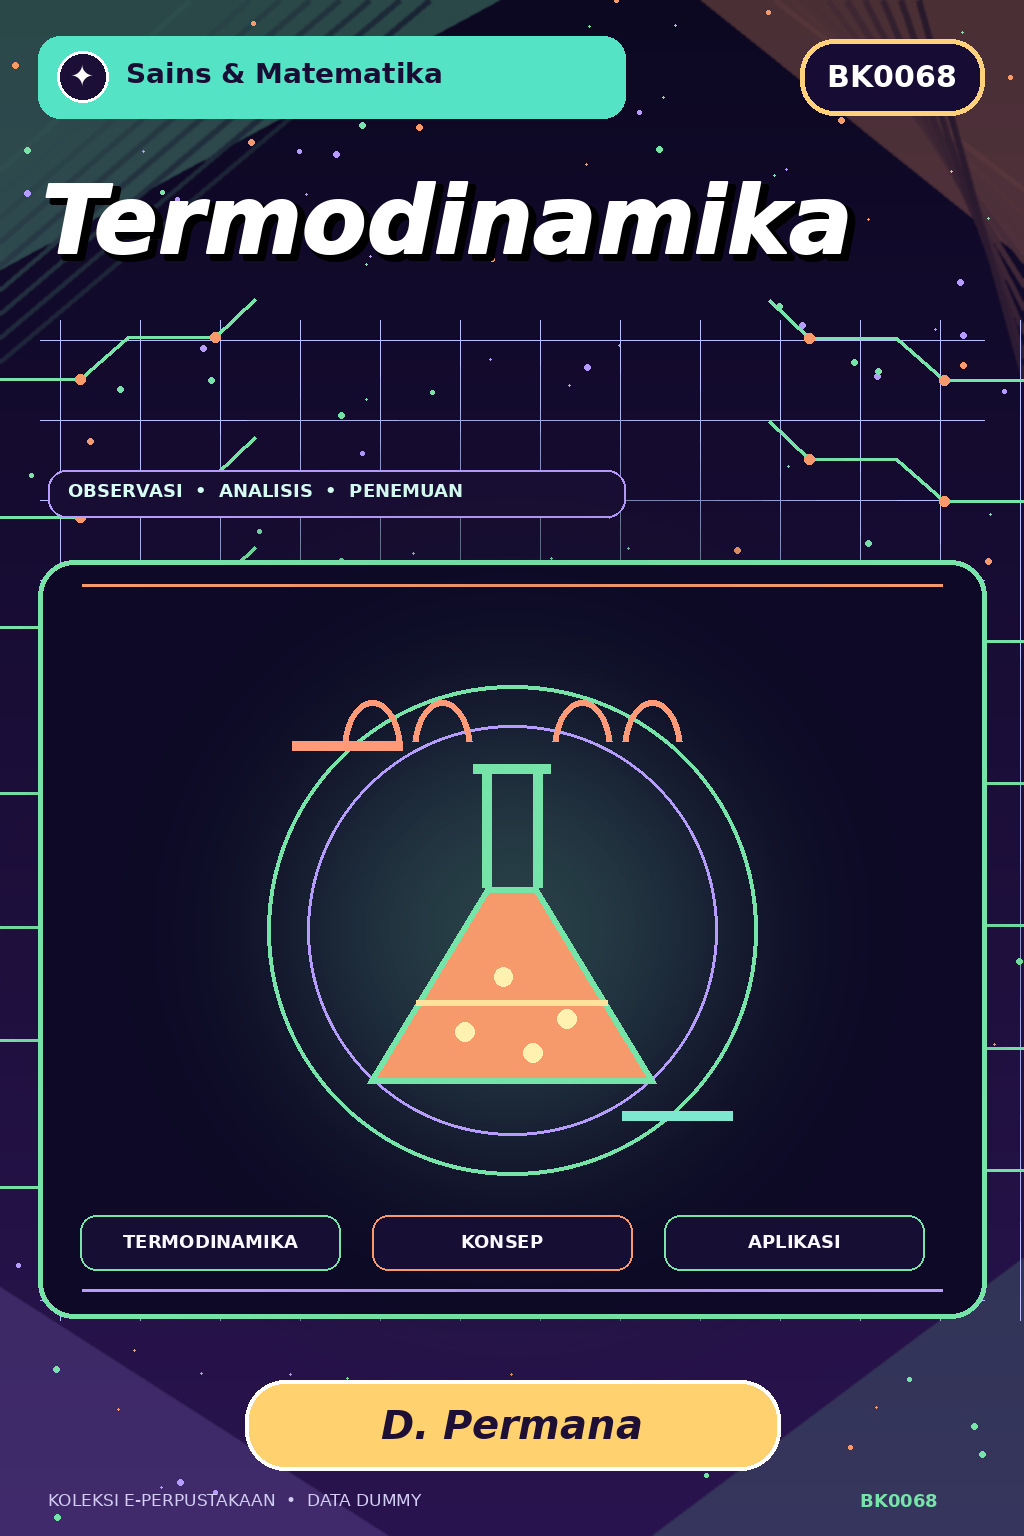 Sains & Matematika
BK0068
Termodinamika
OBSERVASI • ANALISIS • PENEMUAN
TERMODINAMIKA
KONSEP
APLIKASI
D. Permana
KOLEKSI E-PERPUSTAKAAN • DATA DUMMY
BK0068